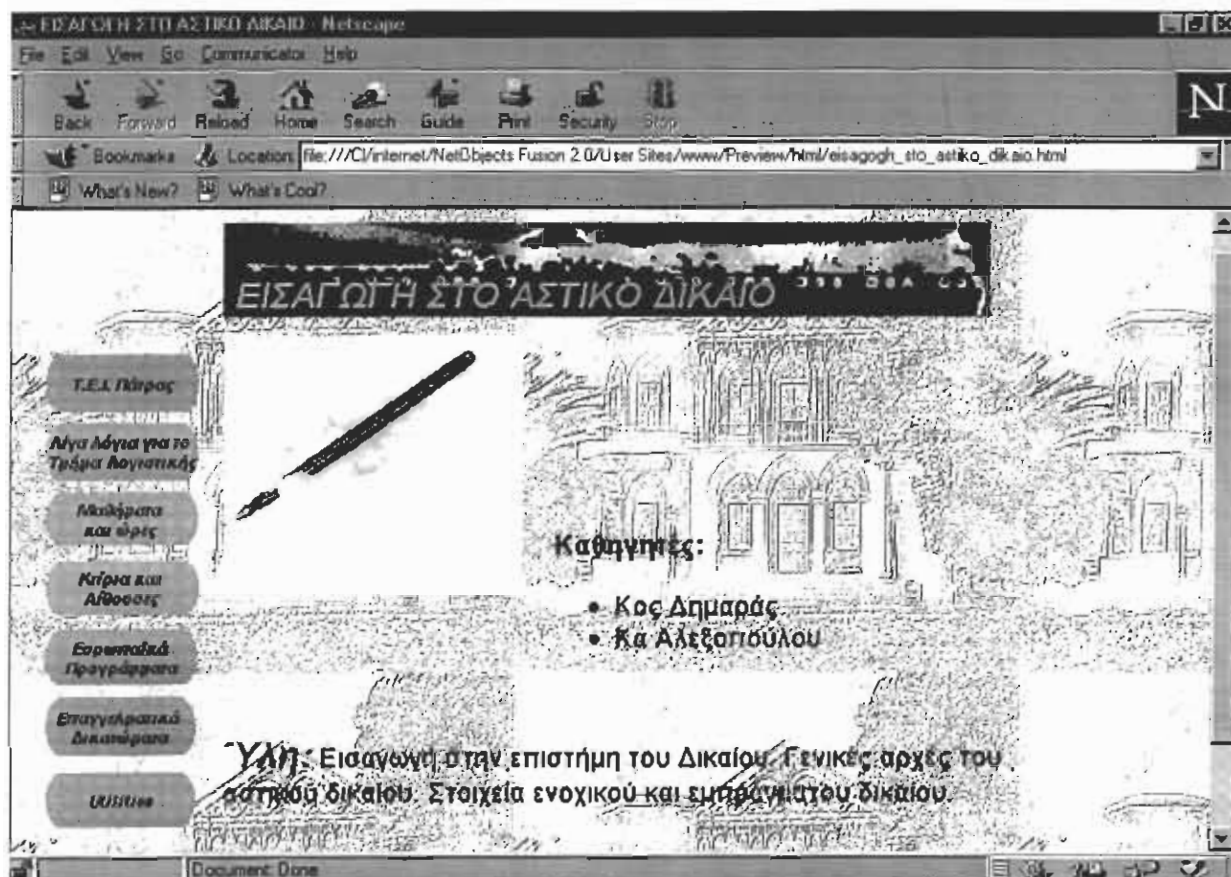 ΕΙΣΑΓΩΓΗ ΣΤΟ ΑΣΤΙΚΟ ΔΙΚΑΙΟ - Netscape
File Edit View Go Communicator Help
Back Forward Reload Home Search Guide Print Security Stop
N
Bookmarks Location: file:///C|/internet/NetObjects Fusion 2.0/User Sites/www/Preview/html/eisagogh_sto_astiko_dikaio.html
What's New? What's Cool?
ΕΙΣΑΓΩΓΗ ΣΤΟ ΑΣΤΙΚΟ ΔΙΚΑΙΟ
Τ.Ε.Ι. Πάτρας
Λίγα Λόγια για το
Τμήμα Λογιστικής
Μαθήματα
και ώρες
Κτίρια και
Αίθουσες
Ευρωπαϊκά
Προγράμματα
Επαγγελματικά
Δικαιώματα
Utilities
Καθηγητές:
• Κος Δημαράς
• Κα Αλεξοπούλου
Ύλη: Εισαγωγή στην επιστήμη του Δικαίου. Γενικές αρχές του
αστικού δικαίου. Στοιχεία ενοχικού και εμπράγματου δικαίου.
Document: Done